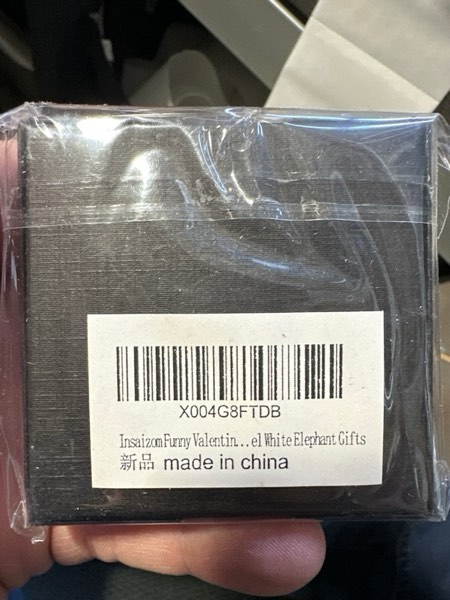 X004G8FTDB
Insaizom Funny Valentin...el White Elephant Gifts
新品 made in china